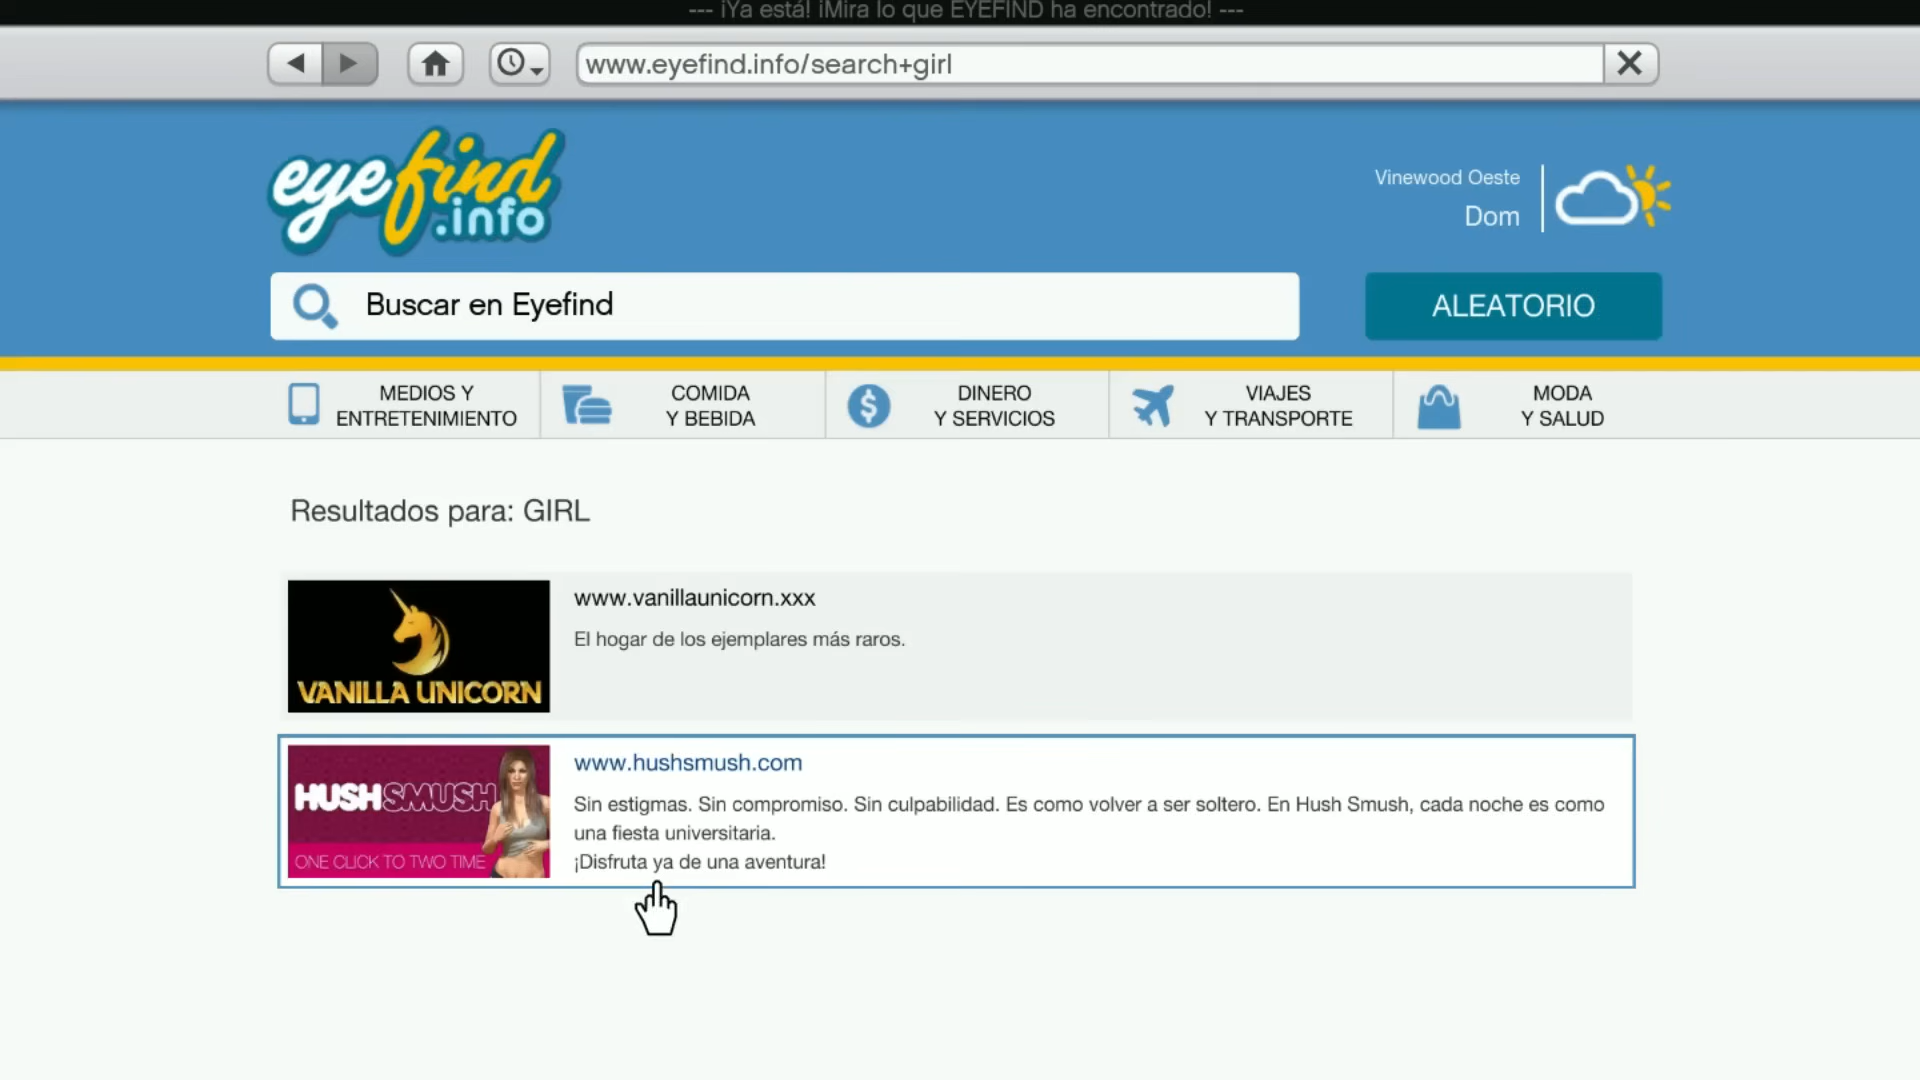 --- ¡Ya está! ¡Mira lo que EYEFIND ha encontrado! ---
www.eyefind.info/search+girl
eyefind
.info
Vinewood Oeste
Dom
Buscar en Eyefind
ALEATORIO
MEDIOS Y
ENTRETENIMIENTO
COMIDA
Y BEBIDA
$
DINERO
Y SERVICIOS
VIAJES
Y TRANSPORTE
MODA
Y SALUD
Resultados para: GIRL
VANILLA UNICORN
www.vanillaunicorn.xxx
El hogar de los ejemplares más raros.
HUSHSMUSH
ONE CLICK TO TWO TIME
www.hushsmush.com
Sin estigmas. Sin compromiso. Sin culpabilidad. Es como volver a ser soltero. En Hush Smush, cada noche es como
una fiesta universitaria.
¡Disfruta ya de una aventura!